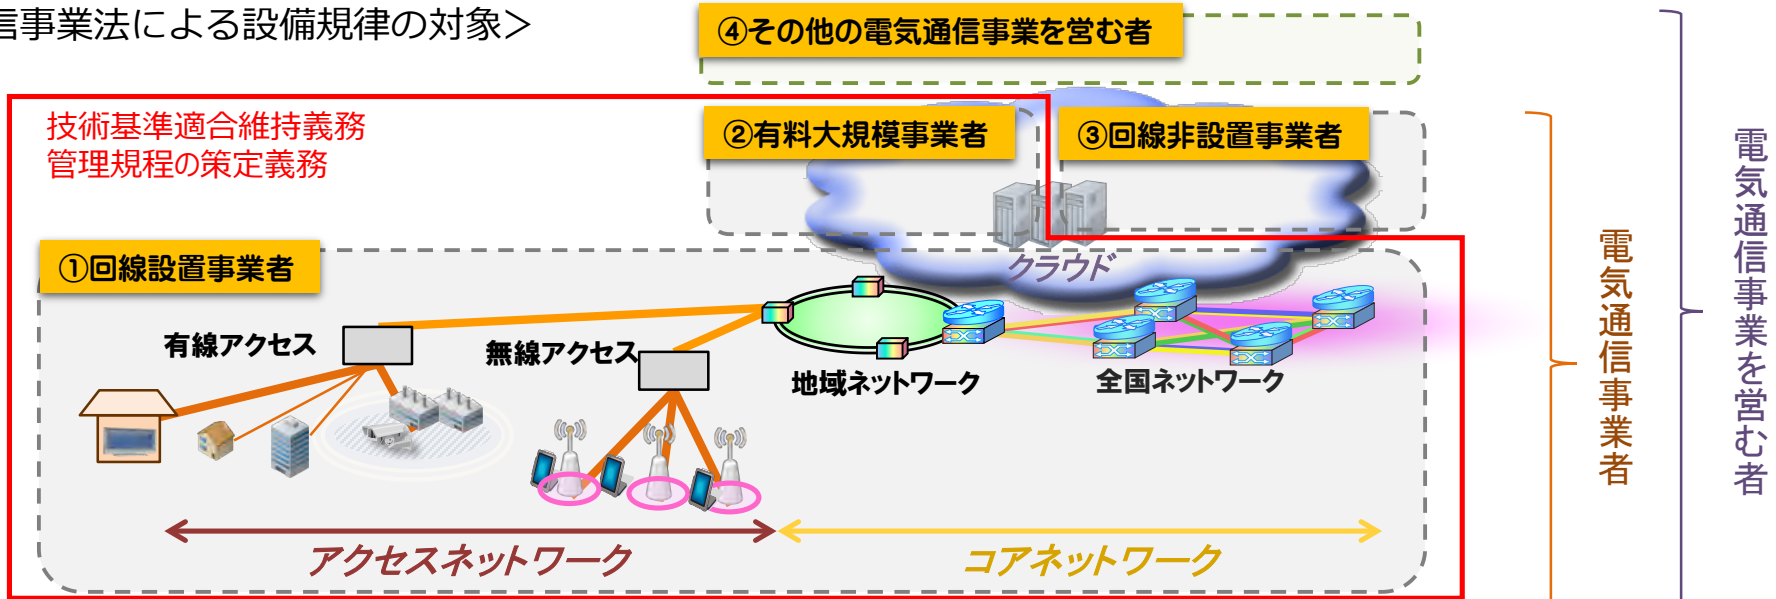 信事業法による設備規律の対象＞
④その他の電気通信事業を営む者
技術基準適合維持義務
管理規程の策定義務
②有料大規模事業者
③回線非設置事業者
①回線設置事業者
クラウド
有線アクセス
無線アクセス
地域ネットワーク
全国ネットワーク
アクセスネットワーク
コアネットワーク
電気通信事業者
電気通信事業を営む者